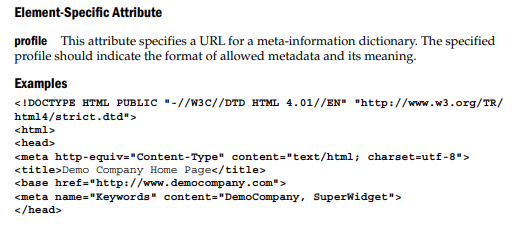 Element-Specific Attribute
profile This attribute specifies a URL for a meta-information dictionary. The specified
profile should indicate the format of allowed metadata and its meaning.
Examples
<!DOCTYPE HTML PUBLIC "-//W3C//DTD HTML 4.01//EN" "http://www.w3.org/TR/
html4/strict.dtd">
<html>
<head>
<meta http-equiv="Content-Type" content="text/html; charset=utf-8">
<title>Demo Company Home Page</title>
<base href="http://www.democompany.com">
<meta name="Keywords" content="DemoCompany, SuperWidget">
</head>